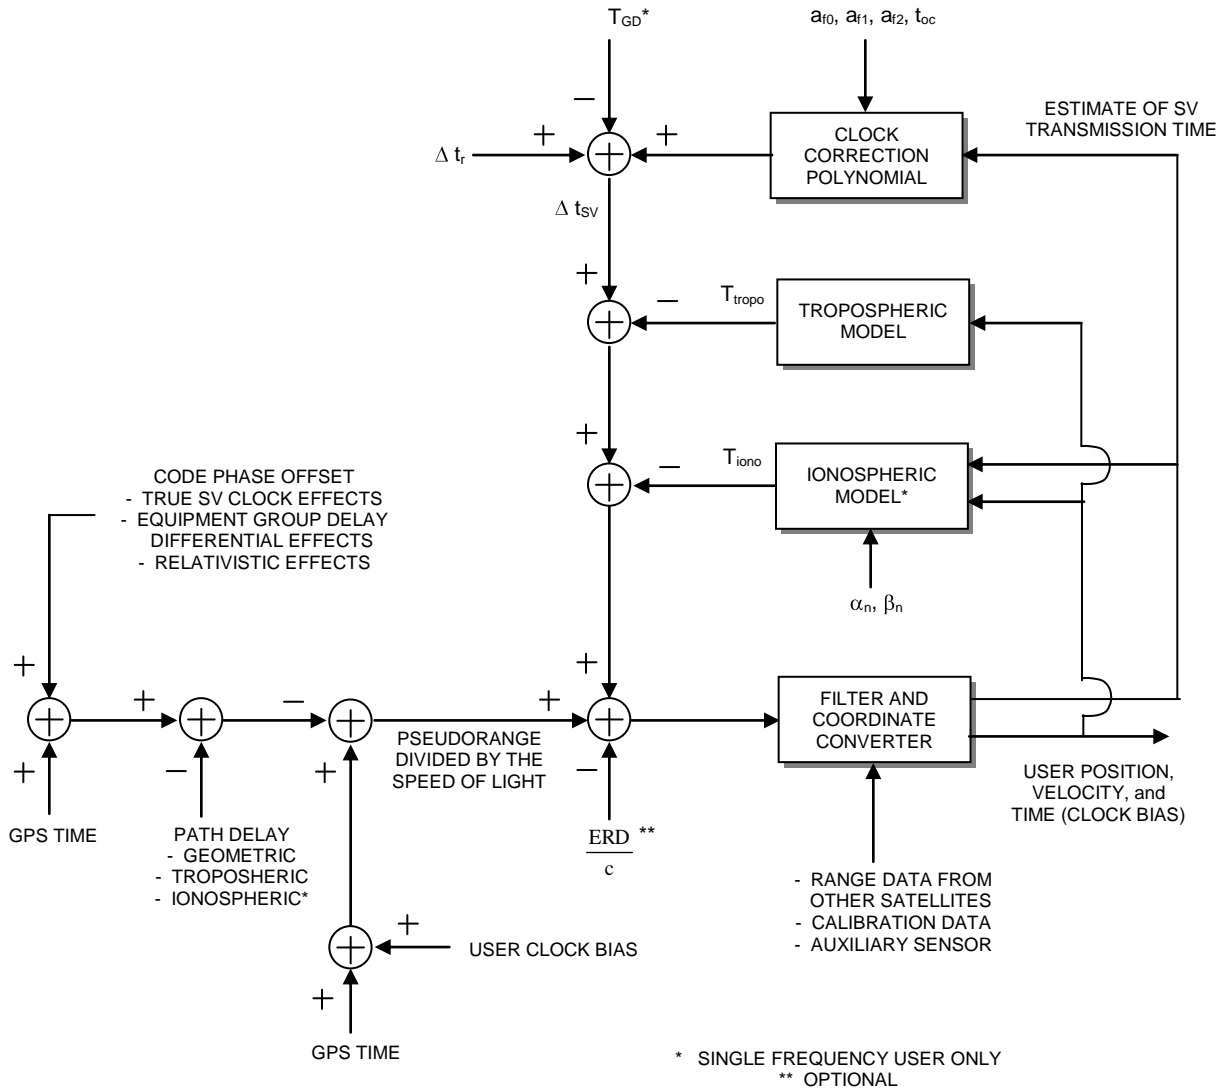 T_GD*
a_f0, a_f1, a_f2, t_oc
ESTIMATE OF SV
TRANSMISSION TIME
−
+
+
Δ t_r
+
CLOCK
CORRECTION
POLYNOMIAL
Δ t_SV
+
−
T_tropo
+
TROPOSPHERIC
MODEL
+
−
T_iono
+
IONOSPHERIC
MODEL*
α_n, β_n
CODE PHASE OFFSET
- TRUE SV CLOCK EFFECTS
- EQUIPMENT GROUP DELAY
DIFFERENTIAL EFFECTS
- RELATIVISTIC EFFECTS
+
+
−
+
+
+
+
+
+
FILTER AND
COORDINATE
CONVERTER
PSEUDORANGE
DIVIDED BY THE
SPEED OF LIGHT
+
−
+
−
GPS TIME
PATH DELAY
- GEOMETRIC
- TROPOSHERIC
- IONOSPHERIC*
ERD **
c
USER POSITION,
VELOCITY, and
TIME (CLOCK BIAS)
- RANGE DATA FROM
OTHER SATELLITES
- CALIBRATION DATA
- AUXILIARY SENSOR
+
+
USER CLOCK BIAS
+
GPS TIME
* SINGLE FREQUENCY USER ONLY
** OPTIONAL